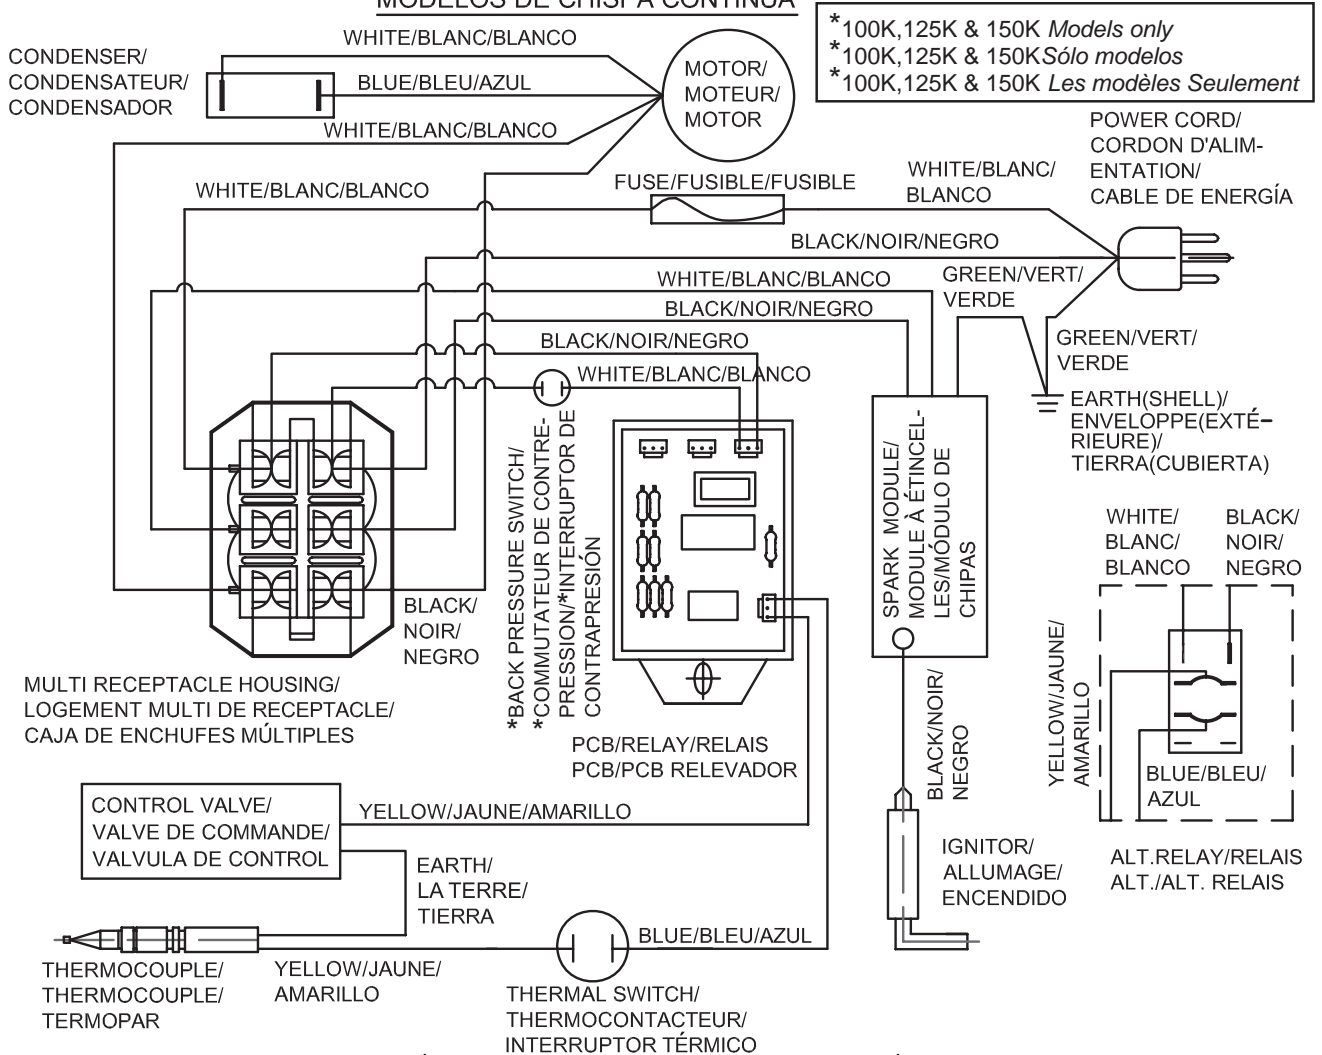 MODELOS DE CHISPA CONTINUA
*100K,125K & 150K Models only
*100K,125K & 150K Sólo modelos
*100K,125K & 150K Les modèles Seulement
CONDENSER/
CONDENSATEUR/
CONDENSADOR
WHITE/BLANC/BLANCO
BLUE/BLEU/AZUL
WHITE/BLANC/BLANCO
MOTOR/
MOTEUR/
MOTOR
POWER CORD/
CORDON D'ALIM-
ENTATION/
CABLE DE ENERGÍA
WHITE/BLANC/BLANCO
FUSE/FUSIBLE/FUSIBLE
WHITE/BLANC/
BLANCO
BLACK/NOIR/NEGRO
WHITE/BLANC/BLANCO
GREEN/VERT/
VERDE
BLACK/NOIR/NEGRO
BLACK/NOIR/NEGRO
GREEN/VERT/
VERDE
WHITE/BLANC/BLANCO
EARTH(SHELL)/
ENVELOPPE(EXTÉ-
RIEURE)/
TIERRA(CUBIERTA)
*BACK PRESSURE SWITCH/
*COMMUTATEUR DE CONTRE-
PRESSION/*INTERRUPTOR DE
CONTRAPRESIÓN
SPARK MODULE/
MODULE À ÉTINCEL-
LES/MÓDULO DE
CHIPAS
WHITE/
BLANC/
BLANCO
BLACK/
NOIR/
NEGRO
BLACK/
NOIR/
NEGRO
MULTI RECEPTACLE HOUSING/
LOGEMENT MULTI DE RECEPTACLE/
CAJA DE ENCHUFES MÚLTIPLES
PCB/RELAY/RELAIS
PCB/PCB RELEVADOR
BLACK/NOIR/
NEGRO
YELLOW/JAUNE/
AMARILLO
BLUE/BLEU/
AZUL
CONTROL VALVE/
VALVE DE COMMANDE/
VALVULA DE CONTROL
YELLOW/JAUNE/AMARILLO
EARTH/
LA TERRE/
TIERRA
IGNITOR/
ALLUMAGE/
ENCENDIDO
ALT.RELAY/RELAIS
ALT./ALT. RELAIS
BLUE/BLEU/AZUL
THERMOCOUPLE/
THERMOCOUPLE/
TERMOPAR
YELLOW/JAUNE/
AMARILLO
THERMAL SWITCH/
THERMOCONTACTEUR/
INTERRUPTOR TÉRMICO